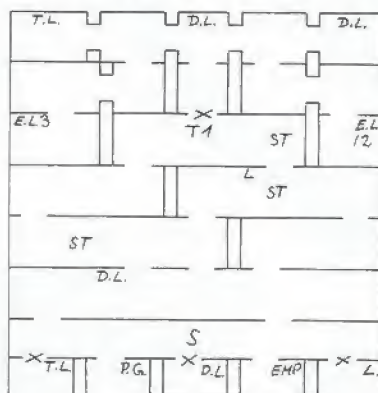 T.L. D.L. D.L.
E.L3 T1 ST E.L 12
L ST
ST
D.L.
S
T.L P.G D.L EMP L.